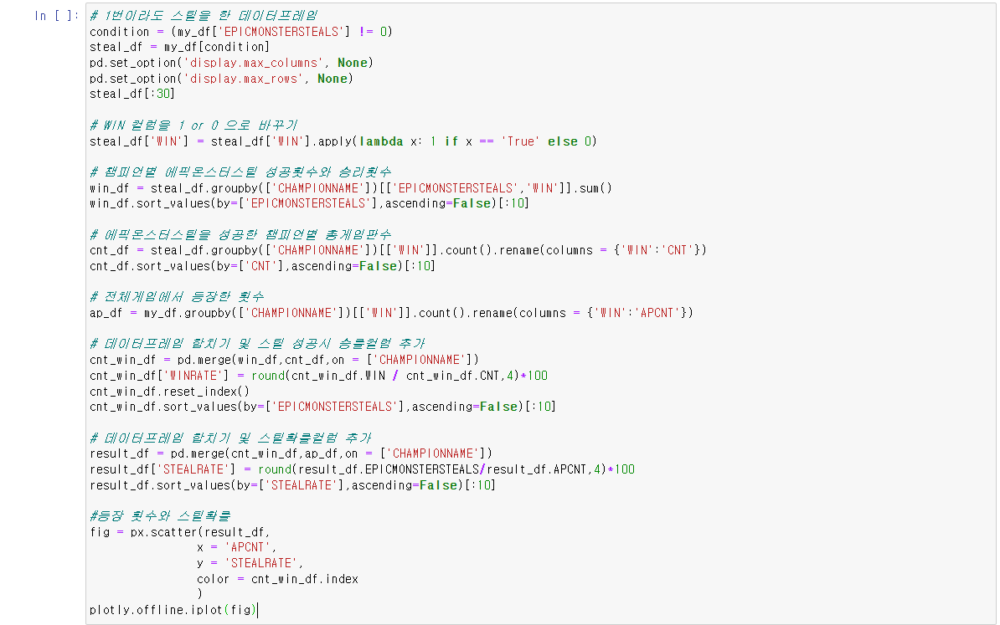 In [ ]:
# 1번이라도 스틸을 한 데이터프레임
condition = (my_df['EPICMONSTERSTEALS'] != 0)
steal_df = my_df[condition]
pd.set_option('display.max_columns', None)
pd.set_option('display.max_rows', None)
steal_df[:30]

# WIN 컬럼을 1 or 0 으로 바꾸기
steal_df['WIN'] = steal_df['WIN'].apply(lambda x: 1 if x == 'True' else 0)

# 챔피언별 에픽몬스터스틸 성공횟수와 승리횟수
win_df = steal_df.groupby(['CHAMPIONNAME'])[['EPICMONSTERSTEALS','WIN']].sum()
win_df.sort_values(by=['EPICMONSTERSTEALS'],ascending=False)[:10]

# 에픽몬스터스틸을 성공한 챔피언별 총게임판수
cnt_df = steal_df.groupby(['CHAMPIONNAME'])[['WIN']].count().rename(columns = {'WIN':'CNT'})
cnt_df.sort_values(by=['CNT'],ascending=False)[:10]

# 전체게임에서 등장한 횟수
ap_df = my_df.groupby(['CHAMPIONNAME'])[['WIN']].count().rename(columns = {'WIN':'APCNT'})

# 데이터프레임 합치기 및 스틸 성공시 승률컬럼 추가
cnt_win_df = pd.merge(win_df,cnt_df,on = ['CHAMPIONNAME'])
cnt_win_df['WINRATE'] = round(cnt_win_df.WIN / cnt_win_df.CNT,4)*100
cnt_win_df.reset_index()
cnt_win_df.sort_values(by=['EPICMONSTERSTEALS'],ascending=False)[:10]

# 데이터프레임 합치기 및 스틸확률컬럼 추가
result_df = pd.merge(cnt_win_df,ap_df,on = ['CHAMPIONNAME'])
result_df['STEALRATE'] = round(result_df.EPICMONSTERSTEALS/result_df.APCNT,4)*100
result_df.sort_values(by=['STEALRATE'],ascending=False)[:10]

#등장 횟수와 스틸확률
fig = px.scatter(result_df,
                x = 'APCNT',
                y = 'STEALRATE',
                color = cnt_win_df.index
                )
plotly.offline.iplot(fig)